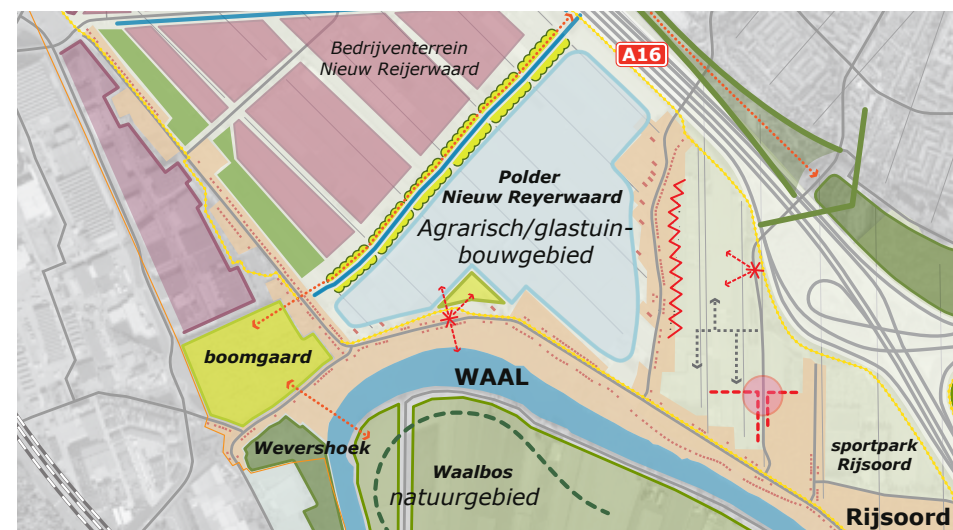 Bedrijventerrein
Nieuw Reijerwaard
A16
Polder
Nieuw Reyerwaard
Agrarisch/glastuin-
bouwgebied
boomgaard
WAAL
Wevershoek
Waalbos
natuurgebied
sportpark
Rijsoord
Rijsoord